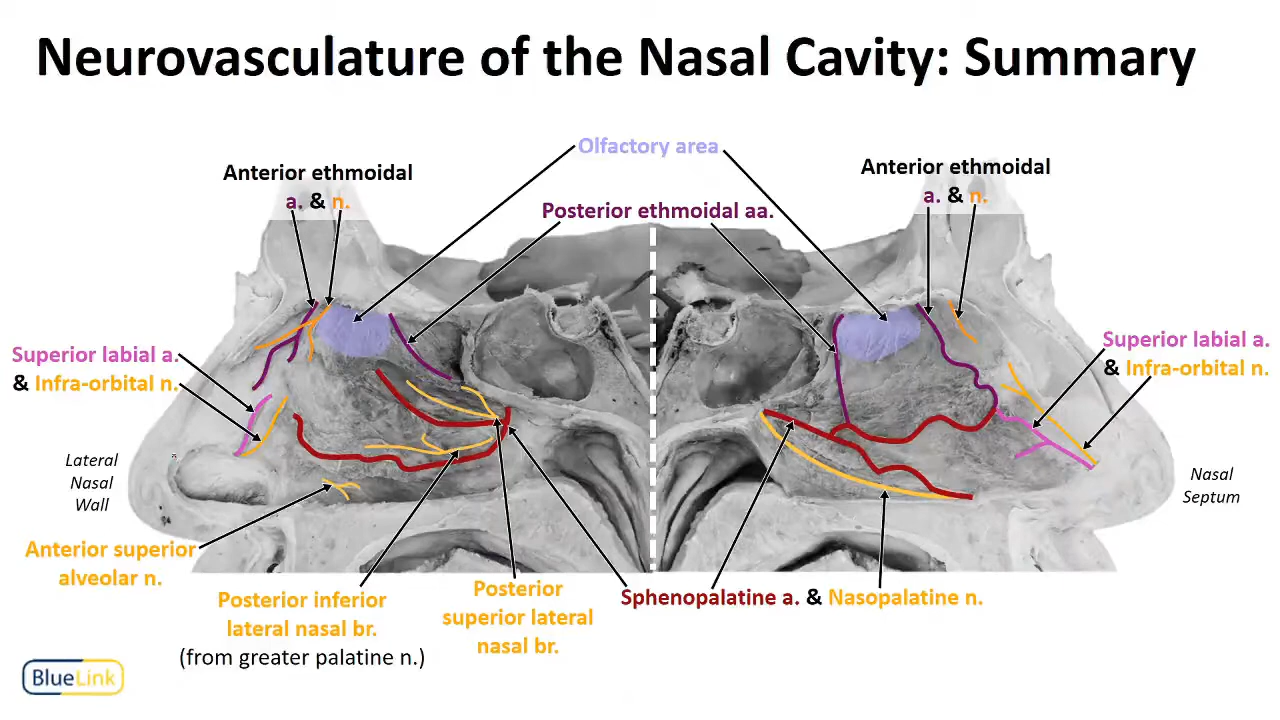 Neurovasculature of the Nasal Cavity: Summary
Olfactory area
Anterior ethmoidal
a. & n.
Anterior ethmoidal
a. & n.
Posterior ethmoidal aa.
Superior labial a.
& Infra-orbital n.
Superior labial a.
& Infra-orbital n.
Lateral
Nasal
Wall
Nasal
Septum
Anterior superior
alveolar n.
Posterior inferior
lateral nasal br.
(from greater palatine n.)
Posterior
superior lateral
nasal br.
Sphenopalatine a. & Nasopalatine n.
BlueLink